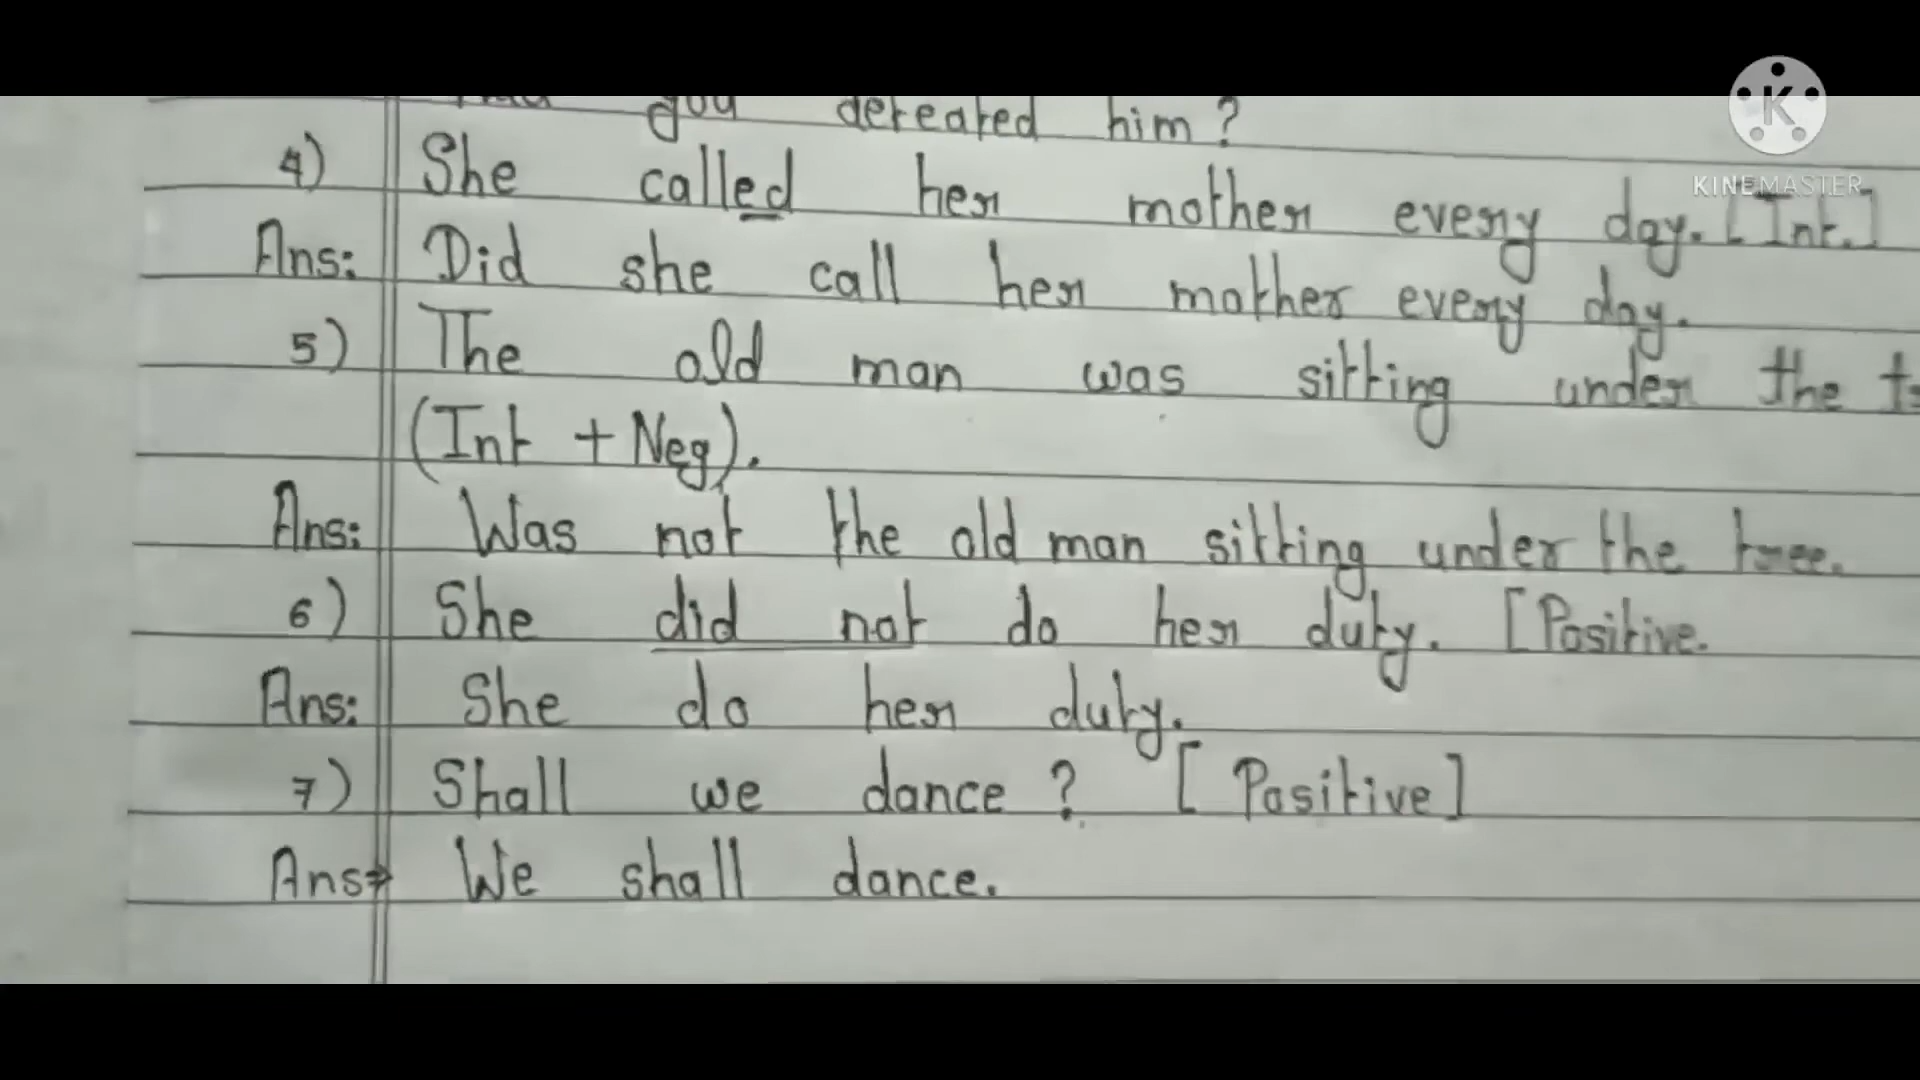 you defeated him?
4) She called her mother every day. [Int.]
Ans: Did she call her mother every day.
5) The old man was sitting under the
(Int + Neg).
Ans: Was not the old man sitting under the tree.
6) She did not do her duty. [Positive.
Ans: She do her duty.
7) Shall we dance? [Positive]
Ans→ We shall dance.
K
KINEMASTER